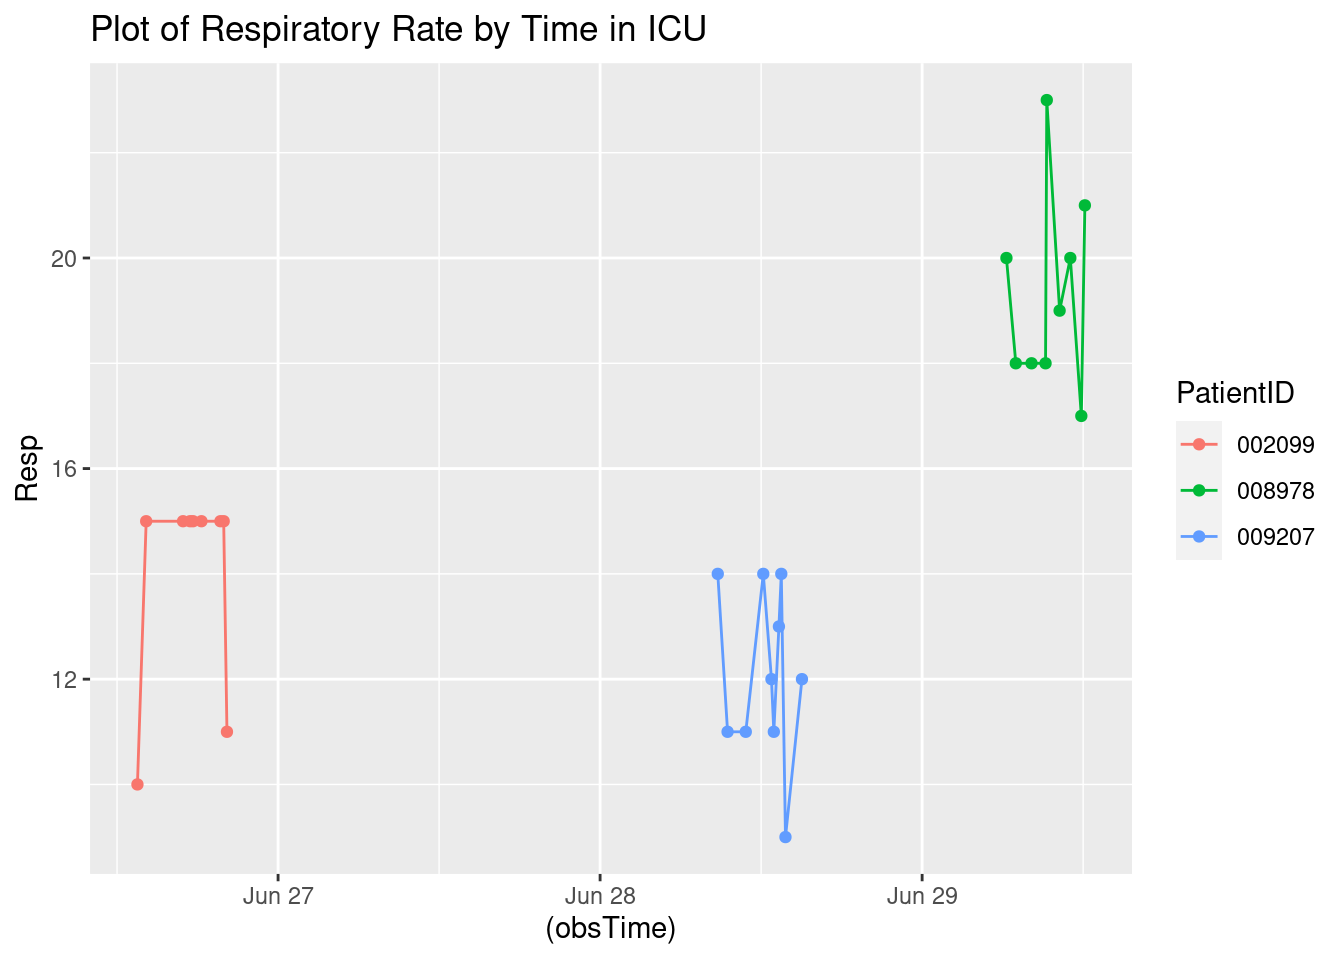 Plot of Respiratory Rate by Time in ICU
Resp
20
16
12
Jun 27
Jun 28
Jun 29
(obsTime)
PatientID
002099
008978
009207